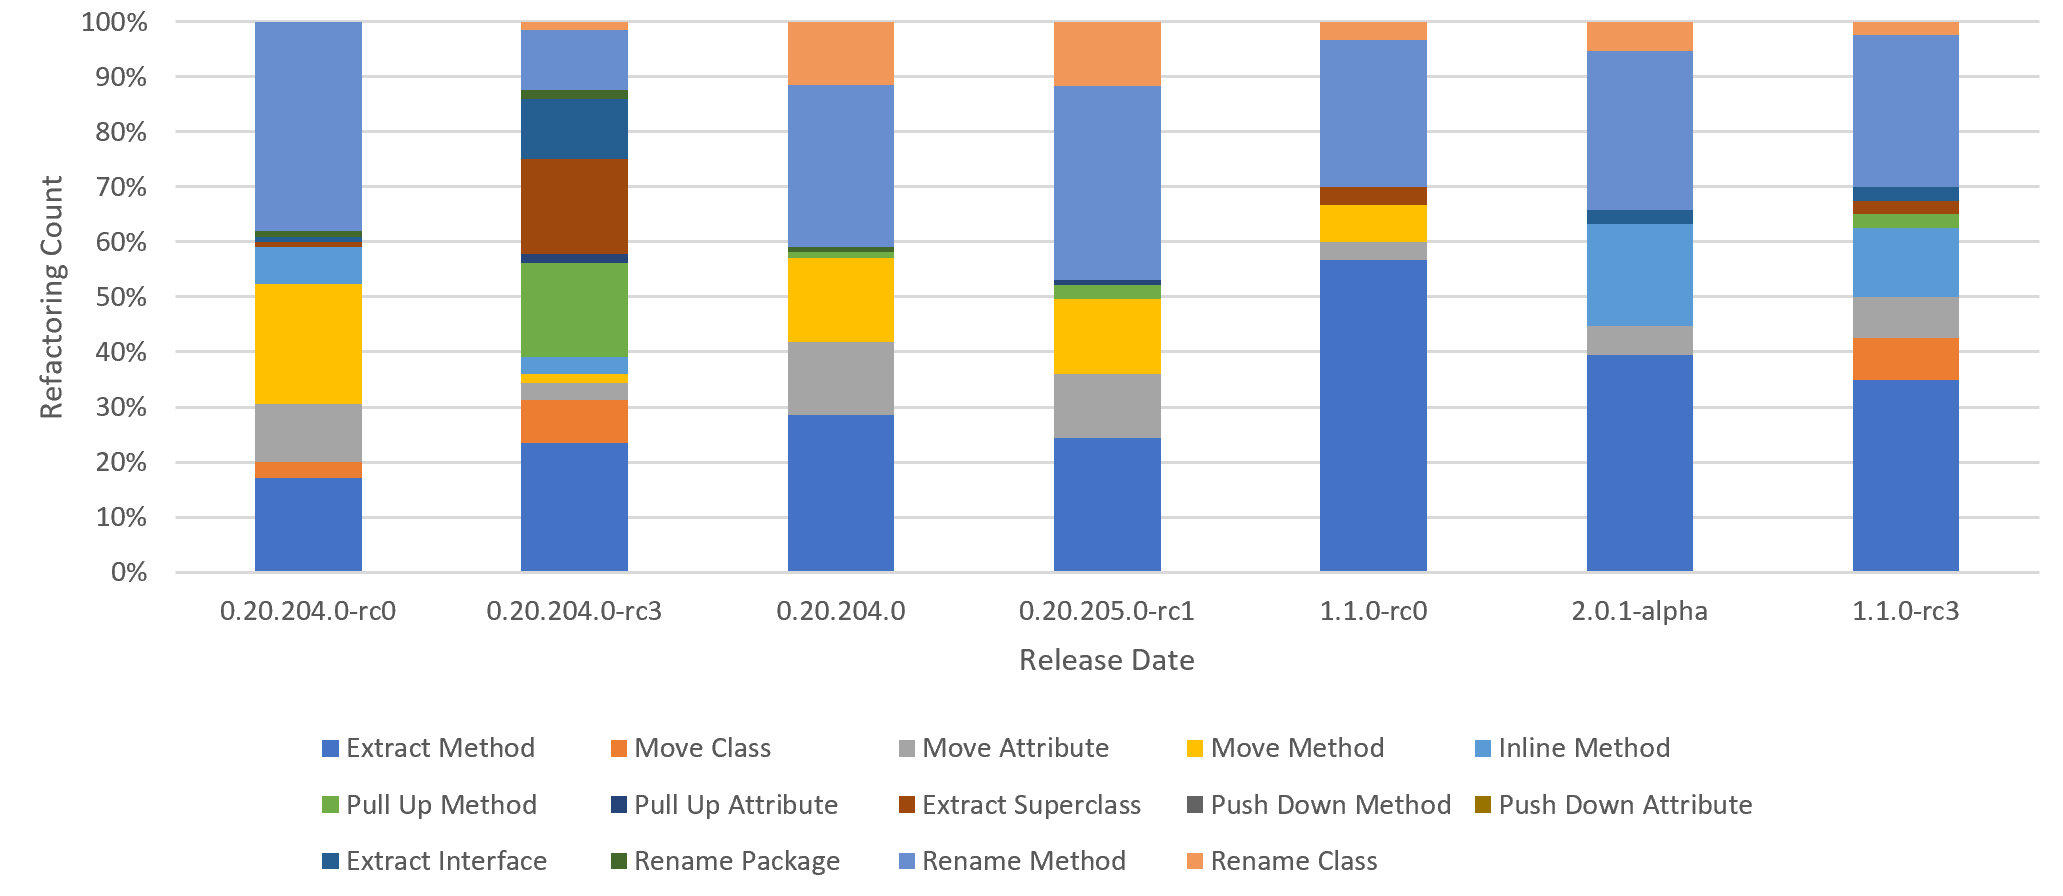 100%
90%
80%
70%
60%
50%
40%
30%
20%
10%
0%
Refactoring Count
0.20.204.0-rc0 0.20.204.0-rc3 0.20.204.0 0.20.205.0-rc1 1.1.0-rc0 2.0.1-alpha 1.1.0-rc3
Release Date
Extract Method Move Class Move Attribute Move Method Inline Method
Pull Up Method Pull Up Attribute Extract Superclass Push Down Method Push Down Attribute
Extract Interface Rename Package Rename Method Rename Class